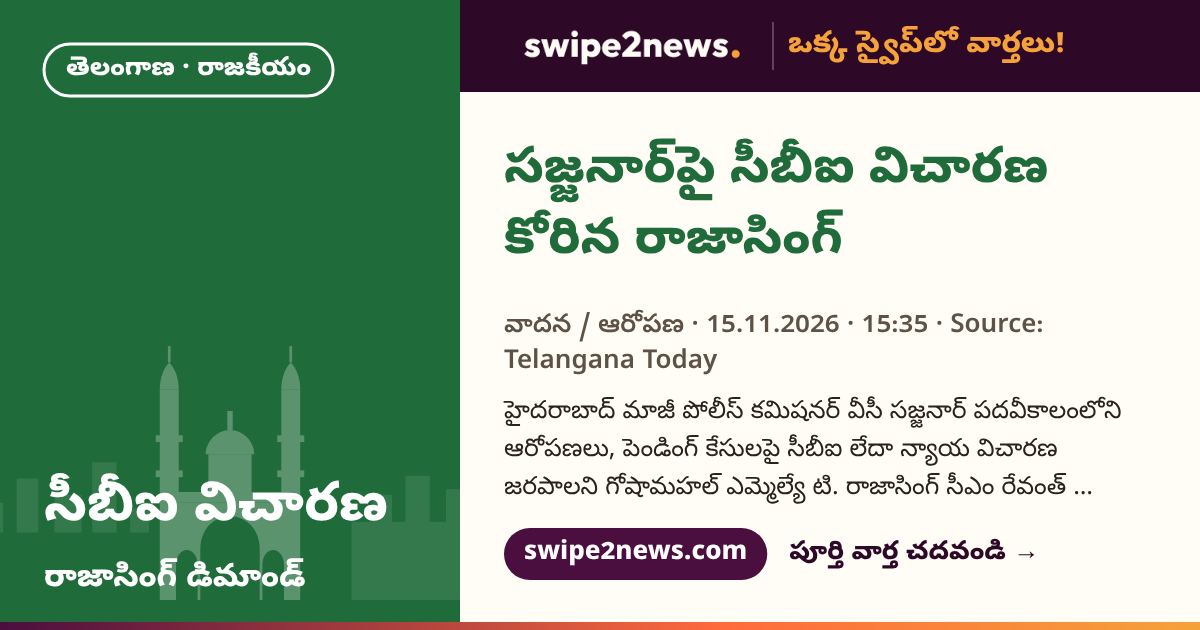 తెలంగాణ · రాజకీయం
సీబీఐ విచారణ
రాజాసింగ్ డిమాండ్
swipe2news.
ఒక్క స్వైప్‌లో వార్తలు!
సజ్జనార్‌పై సీబీఐ విచారణ
కోరిన రాజాసింగ్
వాదన / ఆరోపణ · 15.11.2026 · 15:35 · Source:
Telangana Today
హైదరాబాద్ మాజీ పోలీస్ కమిషనర్ వీసీ సజ్జనార్ పదవీకాలంలోని
ఆరోపణలు, పెండింగ్ కేసులపై సీబీఐ లేదా న్యాయ విచారణ
జరపాలని గోషామహల్ ఎమ్మెల్యే టి. రాజాసింగ్ సీఎం రేవంత్ ...
swipe2news.com
పూర్తి వార్త చదవండి →